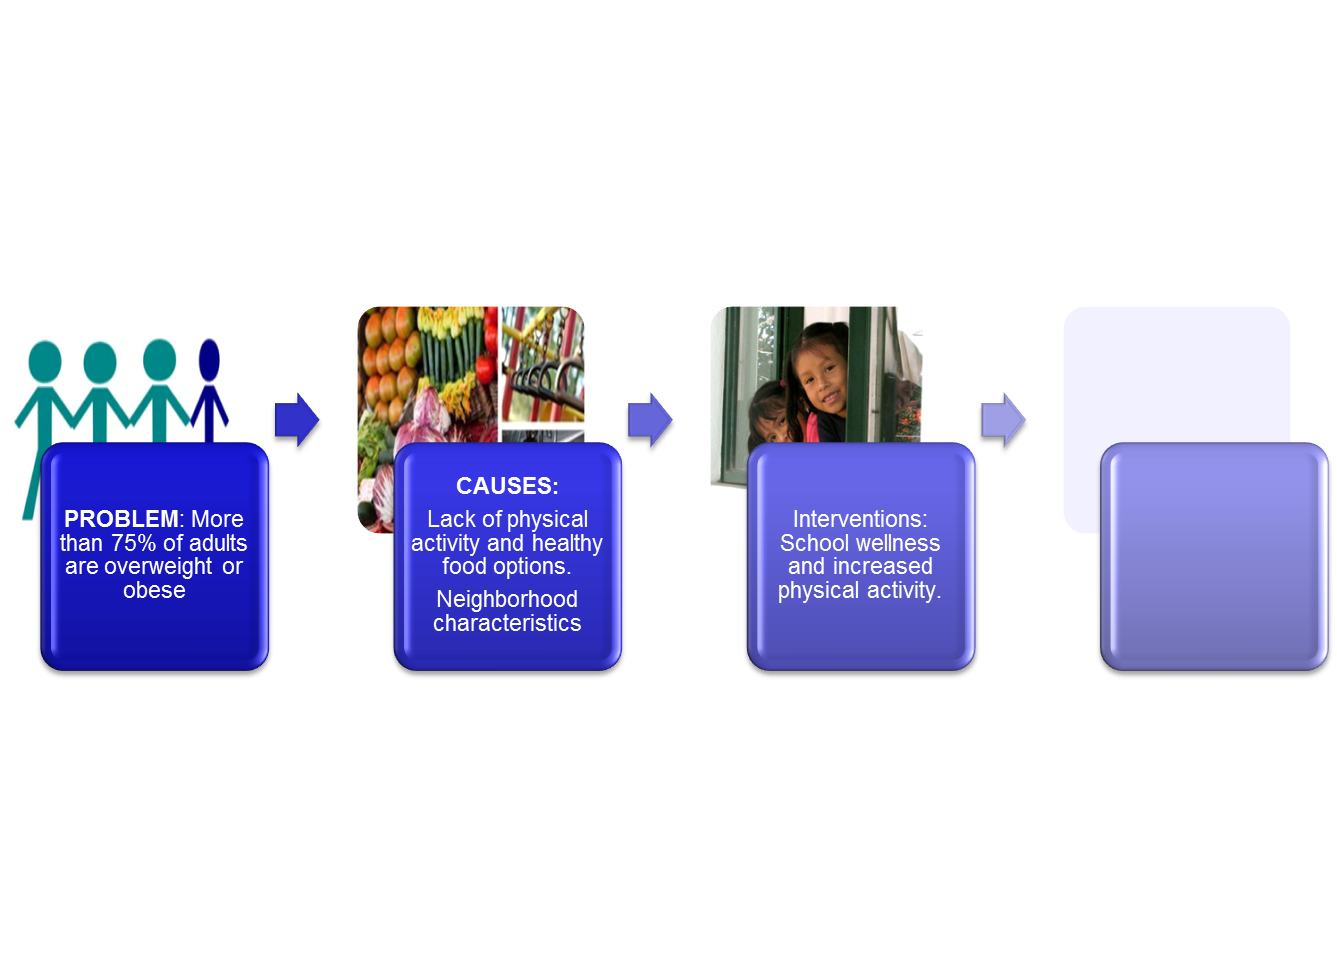 PROBLEM: More
than 75% of adults
are overweight or
obese
CAUSES:
Lack of physical
activity and healthy
food options.
Neighborhood
characteristics
Interventions:
School wellness
and increased
physical activity.